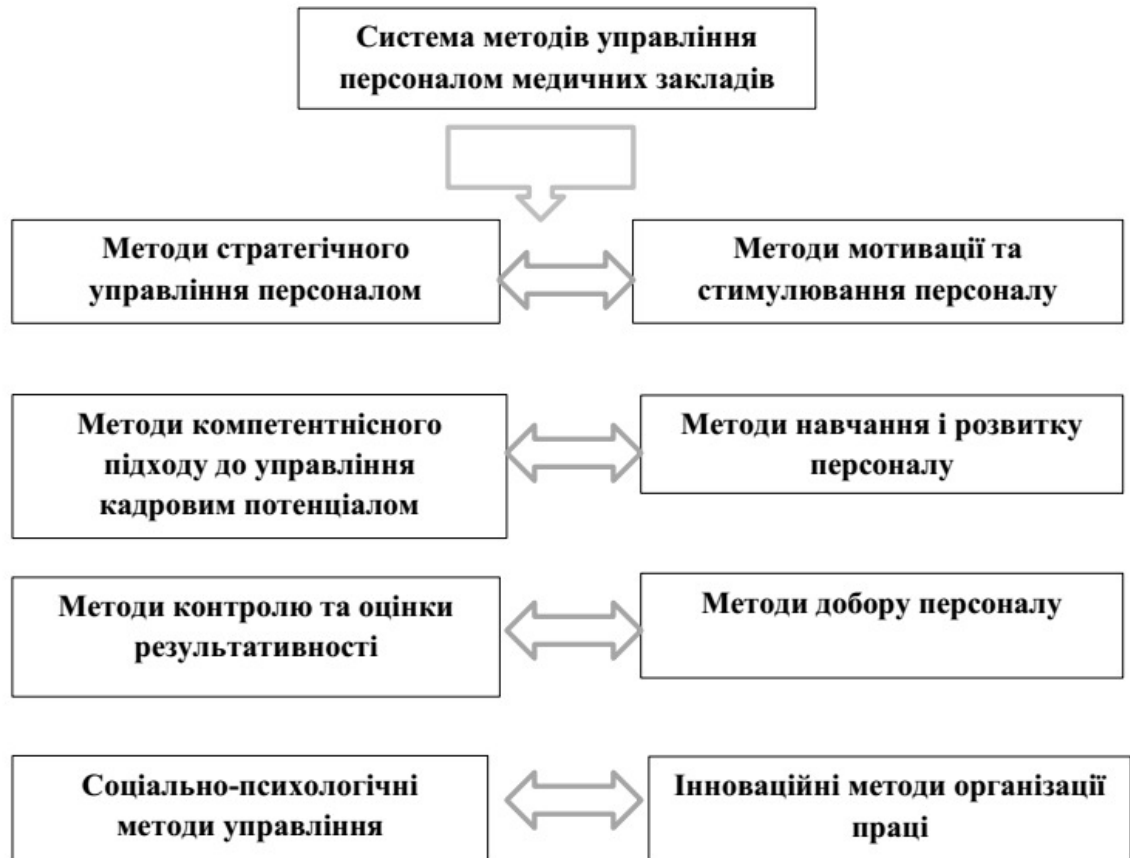 Система методів управління
персоналом медичних закладів
Методи стратегічного
управління персоналом
Методи мотивації та
стимулювання персоналу
Методи компетентнісного
підходу до управління
кадровим потенціалом
Методи навчання і розвитку
персоналу
Методи контролю та оцінки
результативності
Методи добору персоналу
Соціально-психологічні
методи управління
Інноваційні методи організації
праці